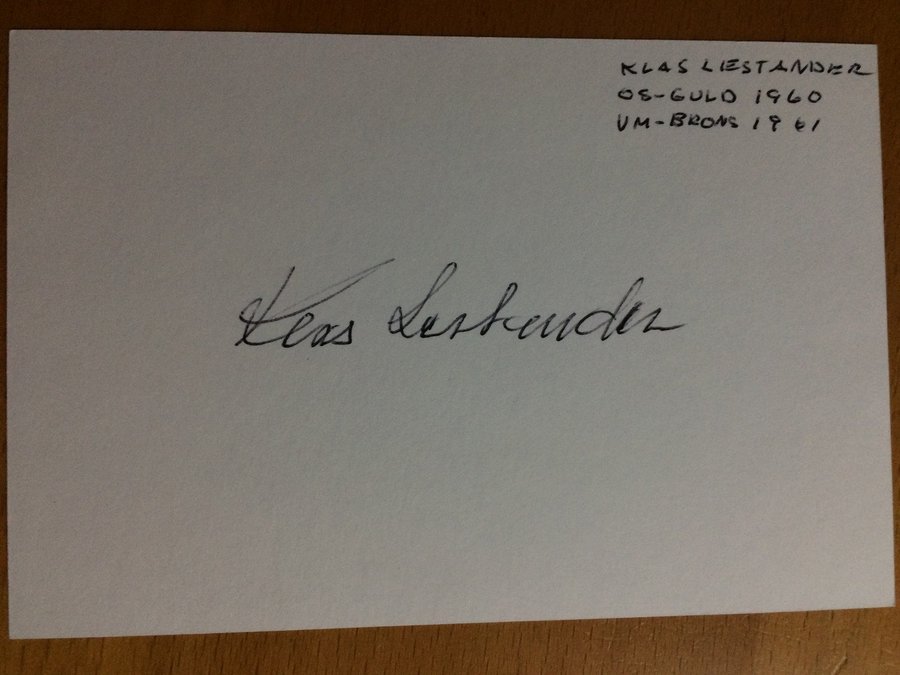 KLAS LESTANDER
OS-GULD 1960
VM-BRONS 1961
Klas Lestander